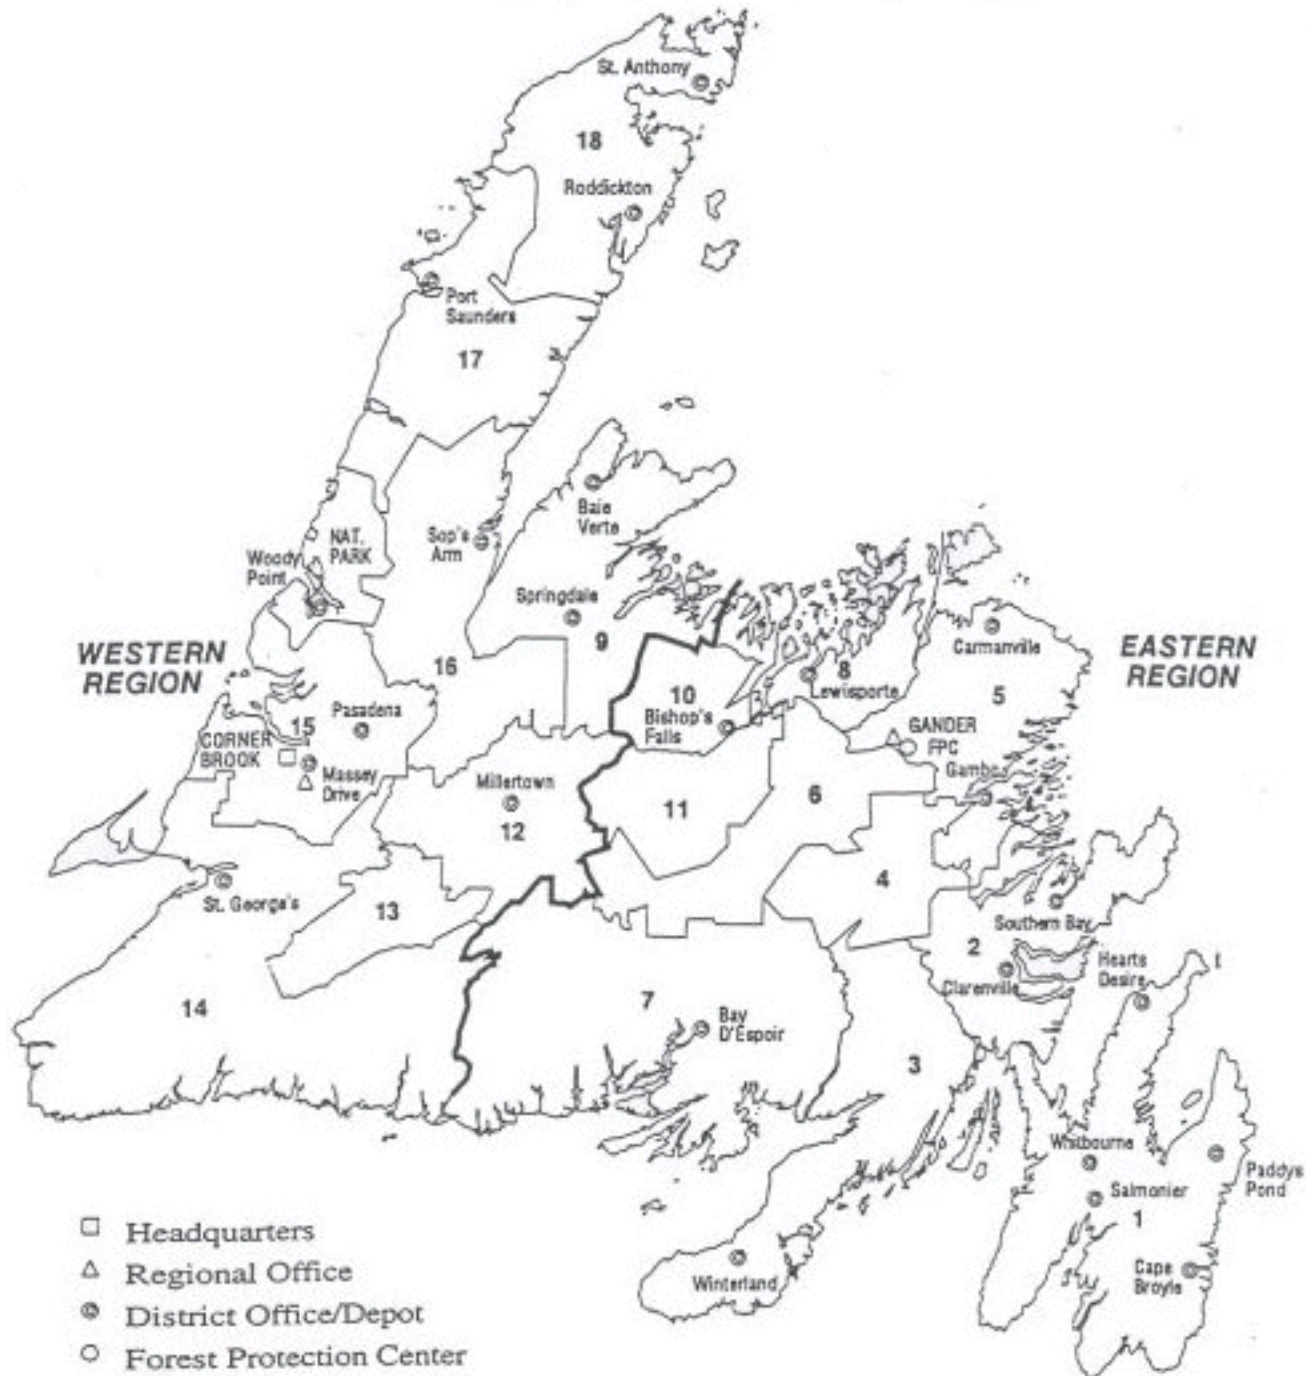 St. Anthony
18
Roddickton
Port
Saunders
17
Baie
Verte
NAT.
PARK
Sop's
Arm
Woody
Point
Springdale
9
WESTERN
REGION
16
Carmanville
EASTERN
REGION
8
Lewisporte
10
5
Bishop's
Falls
15
Pasadena
CORNER
BROOK
GANDER
FPC
Gambo
Massey
Drive
Millertown
12
11
6
4
St. George's
13
Southern Bay
2
Hearts
Desire
Clarenville
14
7
Bay
D'Espoir
3
Whitbourne
Salmonier
1
Paddys
Pond
Cape
Broyle
Winterland
Headquarters
Regional Office
District Office/Depot
Forest Protection Center